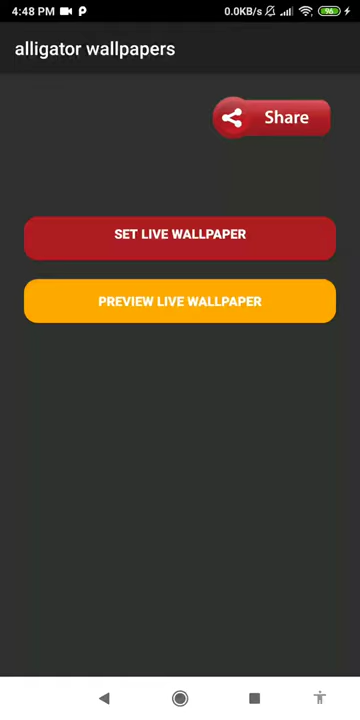 4:48 PM 0.0KB/s 96
alligator wallpapers
Share
SET LIVE WALLPAPER
PREVIEW LIVE WALLPAPER